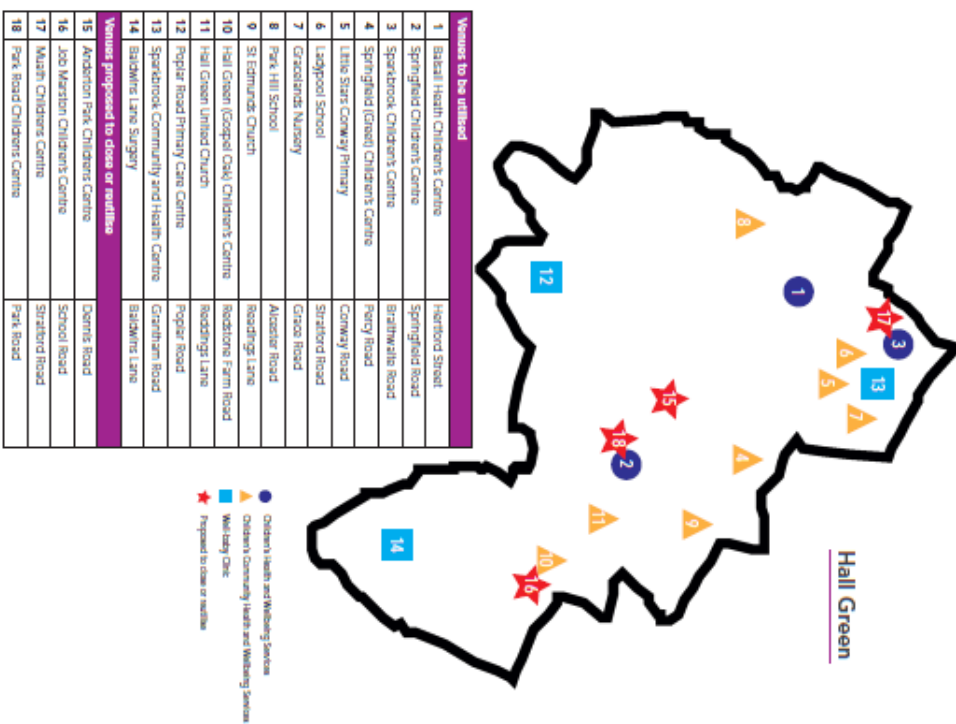 Hall Green
3
17
13
7
6
5
1
8
4
9
15
2
18
11
12
10
16
14
Venues to be utilised
1 Balsall Heath Children's Centre Hertford Street
2 Springfield Children's Centre Springfield Road
3 Sparkbrook Children's Centre Braithwaite Road
4 Springfield (Greet) Children's Centre Percy Road
5 Little Stars Conway Primary Conway Road
6 Ladypool School Stratford Road
7 Gracelands Nursery Grace Road
8 Park Hill School Alcester Road
9 St Edmunds Church Reddings Lane
10 Hall Green (Gospel Oak) Children's Centre Redstone Farm Road
11 Hall Green United Church Reddings Lane
12 Poplar Road Primary Care Centre Poplar Road
13 Sparkbrook Community and Health Centre Grantham Road
14 Baldwins Lane Surgery Baldwins Lane
Venues proposed to close or reutilise
15 Anderton Park Childrens Centre Dennis Road
16 Job Marston Children's Centre School Road
17 Muath Childrens Centre Stratford Road
18 Park Road Childrens Centre Park Road
Children's Health and Wellbeing Services
Children's Community Health and Wellbeing Services
Well-baby Clinic
Proposed to close or reutilise